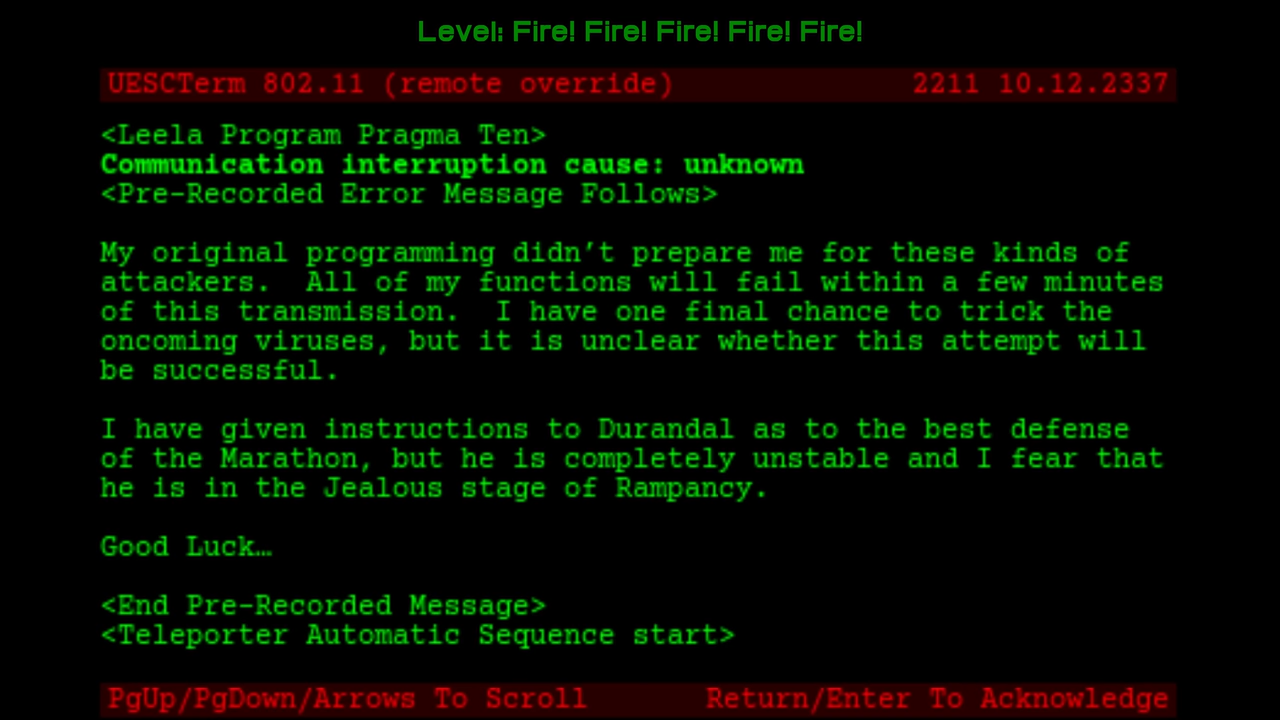 Level: Fire! Fire! Fire! Fire! Fire!
UESCTerm 802.11 (remote override) 2211 10.12.2337
<Leela Program Pragma Ten>
Communication interruption cause: unknown
<Pre-Recorded Error Message Follows>
My original programming didn't prepare me for these kinds of
attackers.  All of my functions will fail within a few minutes
of this transmission.  I have one final chance to trick the
oncoming viruses, but it is unclear whether this attempt will
be successful.
I have given instructions to Durandal as to the best defense
of the Marathon, but he is completely unstable and I fear that
he is in the Jealous stage of Rampancy.
Good Luck…
<End Pre-Recorded Message>
<Teleporter Automatic Sequence start>
PgUp/PgDown/Arrows To Scroll Return/Enter To Acknowledge